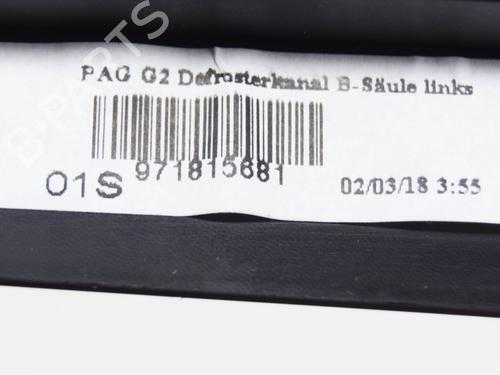 PAG G2 Defrosterkanal B-Säule links
971815681
01S
02/03/18 3:55
B-PARTS